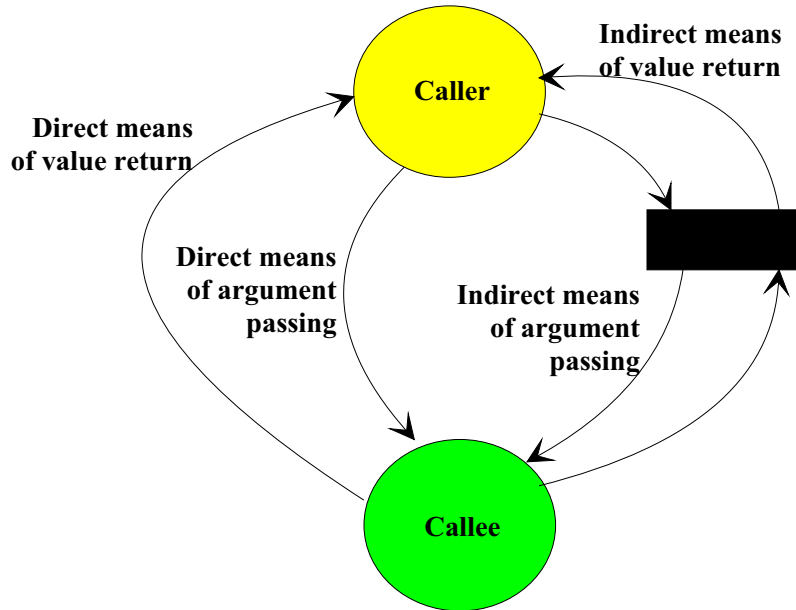 Indirect means
of value return
Caller
Direct means
of value return
Direct means
of argument
passing
Indirect means
of argument
passing
Callee